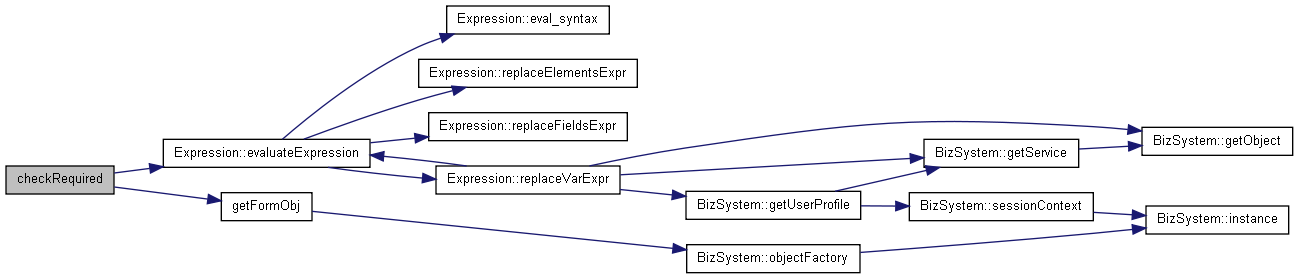 Expression::eval_syntax
Expression::replaceElementsExpr
Expression::replaceFieldsExpr
BizSystem::getObject
Expression::evaluateExpression
BizSystem::getService
checkRequired
Expression::replaceVarExpr
getFormObj
BizSystem::getUserProfile
BizSystem::sessionContext
BizSystem::instance
BizSystem::objectFactory